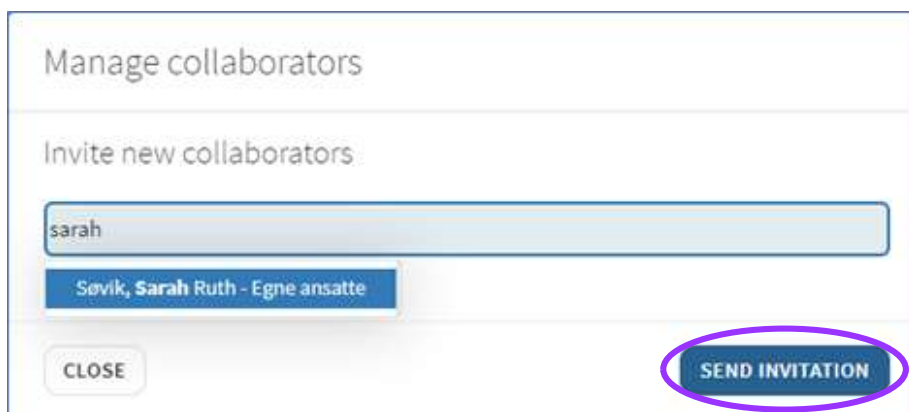 Manage collaborators
Invite new collaborators
sarah
Søvik, Sarah Ruth - Egne ansatte
CLOSE
SEND INVITATION